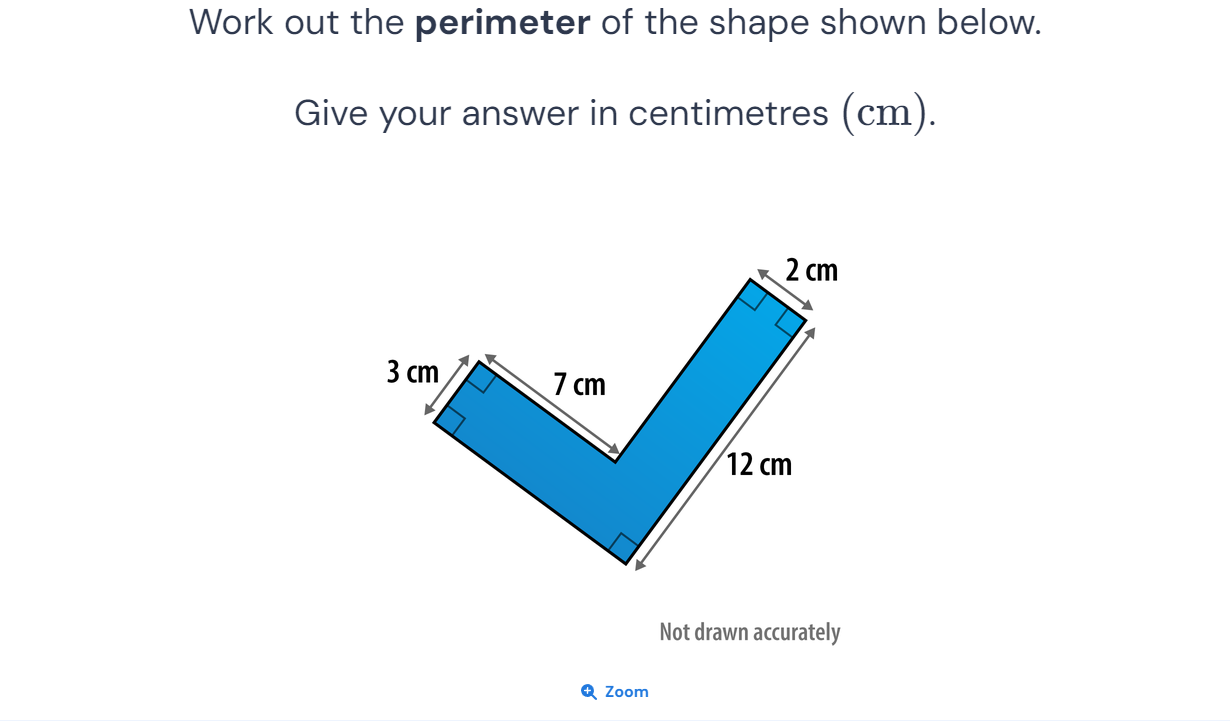 Work out the perimeter of the shape shown below.
Give your answer in centimetres (cm).
2 cm
3 cm
7 cm
12 cm
Not drawn accurately
Zoom